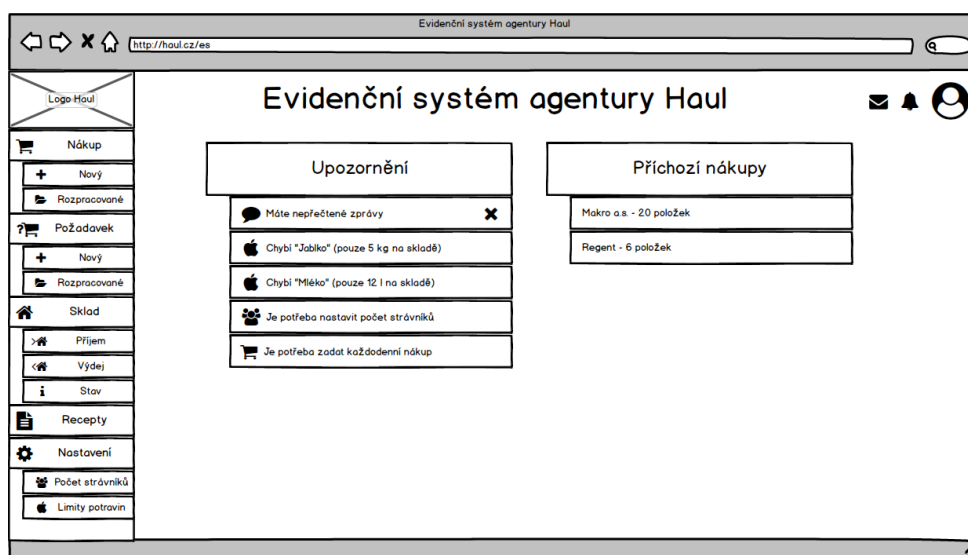 Evidenční systém agentury Haul
http://haul.cz/es
Logo Haul
Evidenční systém agentury Haul
Nákup
Nový
Rozpracované
? Požadavek
Nový
Rozpracované
Sklad
> Příjem
< Výdej
i Stav
Recepty
Nastavení
Počet strávníků
Limity potravin
Upozornění
Máte nepřečtené zprávy
Chybí "Jablko" (pouze 5 kg na skladě)
Chybí "Mléko" (pouze 12 l na skladě)
Je potřeba nastavit počet strávníků
Je potřeba zadat každodenní nákup
Příchozí nákupy
Makro a.s. - 20 položek
Regent - 6 položek